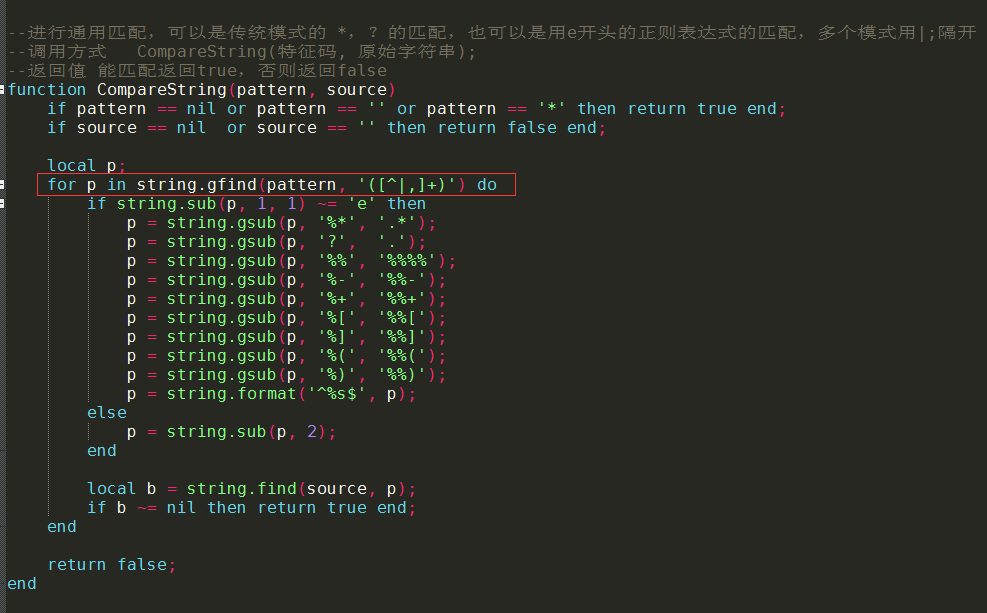 --进行通用匹配，可以是传统模式的 *，? 的匹配，也可以是用e开头的正则表达式的匹配，多个模式用|;隔开
--调用方式   CompareString(特征码, 原始字符串);
--返回值 能匹配返回true，否则返回false
function CompareString(pattern, source)
    if pattern == nil or pattern == '' or pattern == '*' then return true end;
    if source == nil  or source == '' then return false end;

    local p;
    for p in string.gfind(pattern, '([^|,]+)') do
        if string.sub(p, 1, 1) ~= 'e' then
            p = string.gsub(p, '%*', '.*');
            p = string.gsub(p, '?',  '.');
            p = string.gsub(p, '%%', '%%%%');
            p = string.gsub(p, '%-', '%%-');
            p = string.gsub(p, '%+', '%%+');
            p = string.gsub(p, '%[', '%%[');
            p = string.gsub(p, '%]', '%%]');
            p = string.gsub(p, '%(', '%%(');
            p = string.gsub(p, '%)', '%%)');
            p = string.format('^%s$', p);
        else
            p = string.sub(p, 2);
        end

        local b = string.find(source, p);
        if b ~= nil then return true end;
    end

    return false;
end